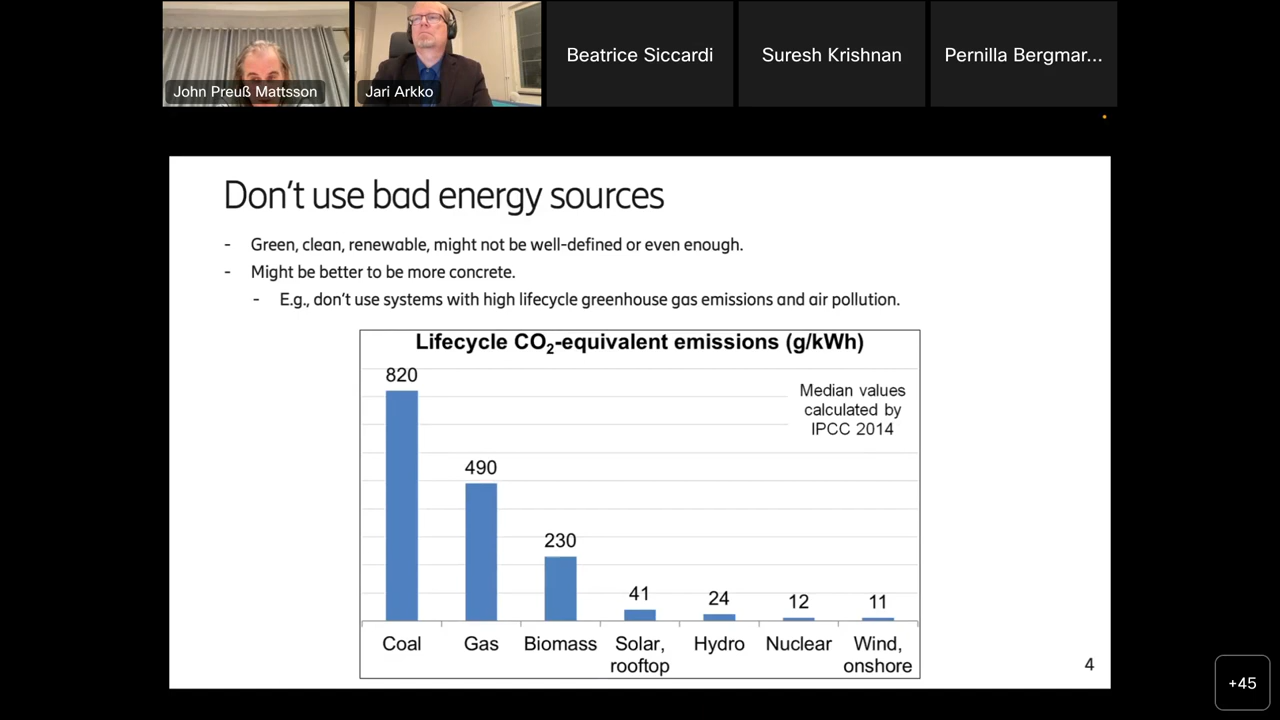 John Preuß Mattsson
Jari Arkko
Beatrice Siccardi
Suresh Krishnan
Pernilla Bergmar...
Don't use bad energy sources
- Green, clean, renewable, might not be well-defined or even enough.
- Might be better to be more concrete.
- E.g., don't use systems with high lifecycle greenhouse gas emissions and air pollution.
Lifecycle CO₂-equivalent emissions (g/kWh)
Median values
calculated by
IPCC 2014
820
490
230
41
24
12
11
Coal
Gas
Biomass
Solar,
rooftop
Hydro
Nuclear
Wind,
onshore
4
+45